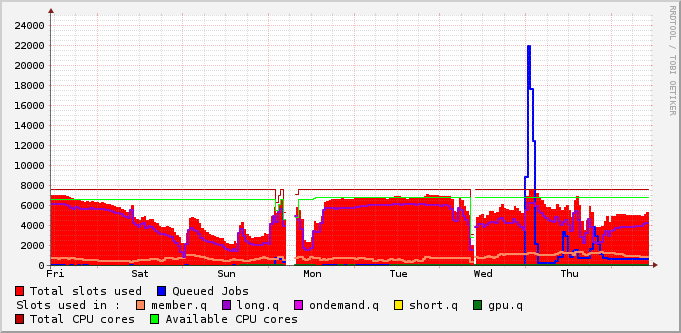 RRDTOOL / TOBI OETIKER
24000
22000
20000
18000
16000
14000
12000
10000
8000
6000
4000
2000
0
Fri Sat Sun Mon Tue Wed Thu
Total slots used Queued Jobs
Slots used in : member.q long.q ondemand.q short.q gpu.q
Total CPU cores Available CPU cores